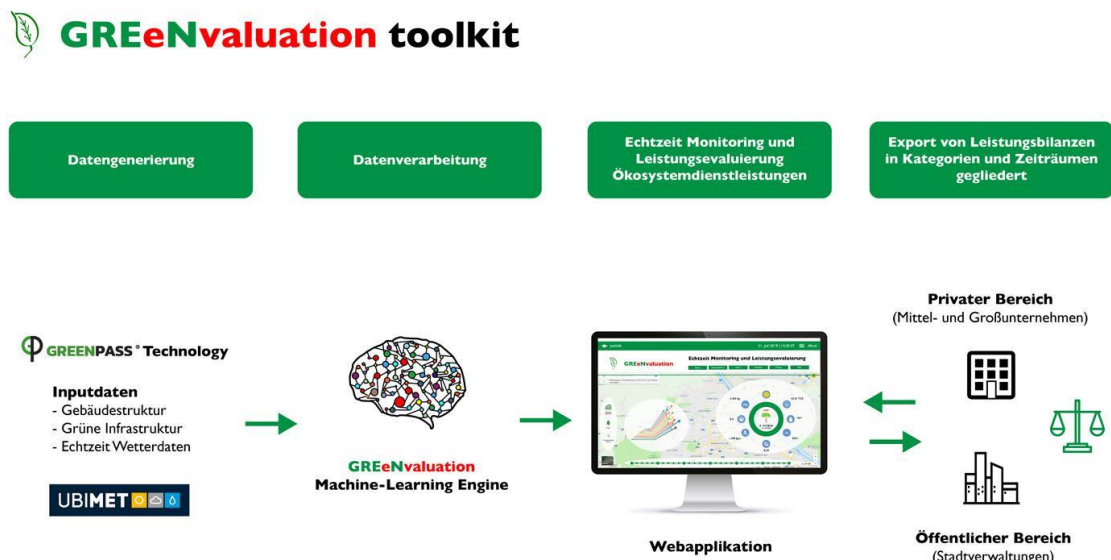 GREeNvaluation toolkit
Datengenerierung
Datenverarbeitung
Echtzeit Monitoring und
Leistungsevaluierung
Ökosystemdienstleistungen
Export von Leistungsbilanzen
in Kategorien und Zeiträumen
gegliedert
GREENPASS® Technology
Inputdaten
- Gebäudestruktur
- Grüne Infrastruktur
- Echtzeit Wetterdaten
UBIMET
GREeNvaluation
Machine-Learning Engine
GREeNvaluation
Echtzeit Monitoring und Leistungsevaluierung
Webapplikation
Privater Bereich
(Mittel- und Großunternehmen)
Öffentlicher Bereich
(Stadtverwaltungen)